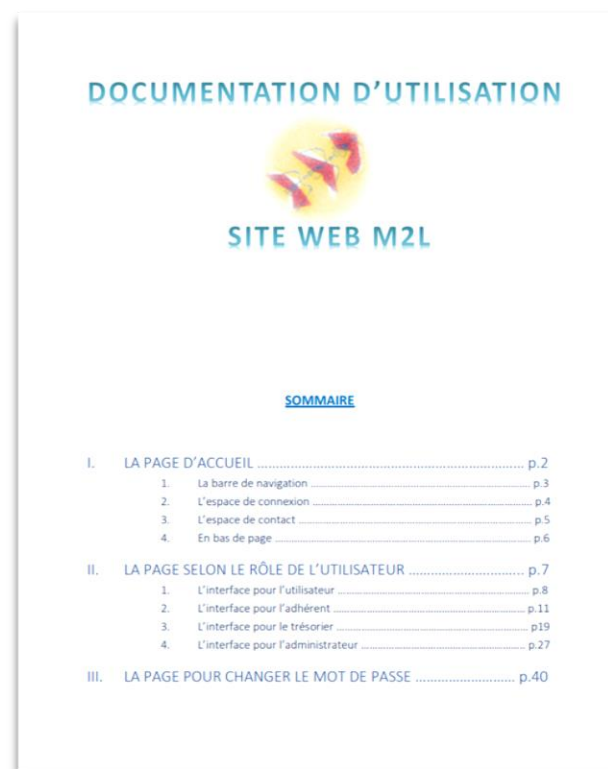 DOCUMENTATION D'UTILISATION
SITE WEB M2L
SOMMAIRE
I. LA PAGE D'ACCUEIL ........................................................................ p.2
1. La barre de navigation ........................................................................ p.3
2. L'espace de connexion ........................................................................ p.4
3. L'espace de contact ........................................................................ p.5
4. En bas de page ........................................................................ p.6
II. LA PAGE SELON LE RÔLE DE L'UTILISATEUR ............................... p.7
1. L'interface pour l'utilisateur ............................................................ p.8
2. L'interface pour l'adhérent ............................................................ p.11
3. L'interface pour le trésorier ............................................................ p19
4. L'interface pour l'administrateur .................................................... p.27
III. LA PAGE POUR CHANGER LE MOT DE PASSE .......................... p.40